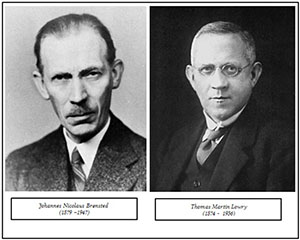 Johannes Nicolaus Brønsted
(1879 -1947)
Thomas Martin Lowry
(1874 - 1936)